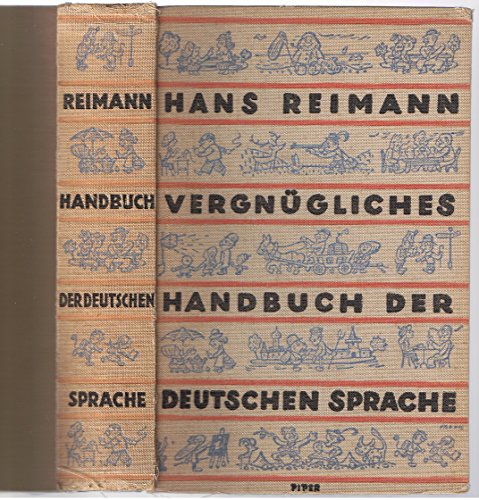 REIMANN
HANDBUCH
DER DEUTSCHEN
SPRACHE
HANS REIMANN
VERGNÜGLICHES
HANDBUCH DER
DEUTSCHEN SPRACHE
PIPER